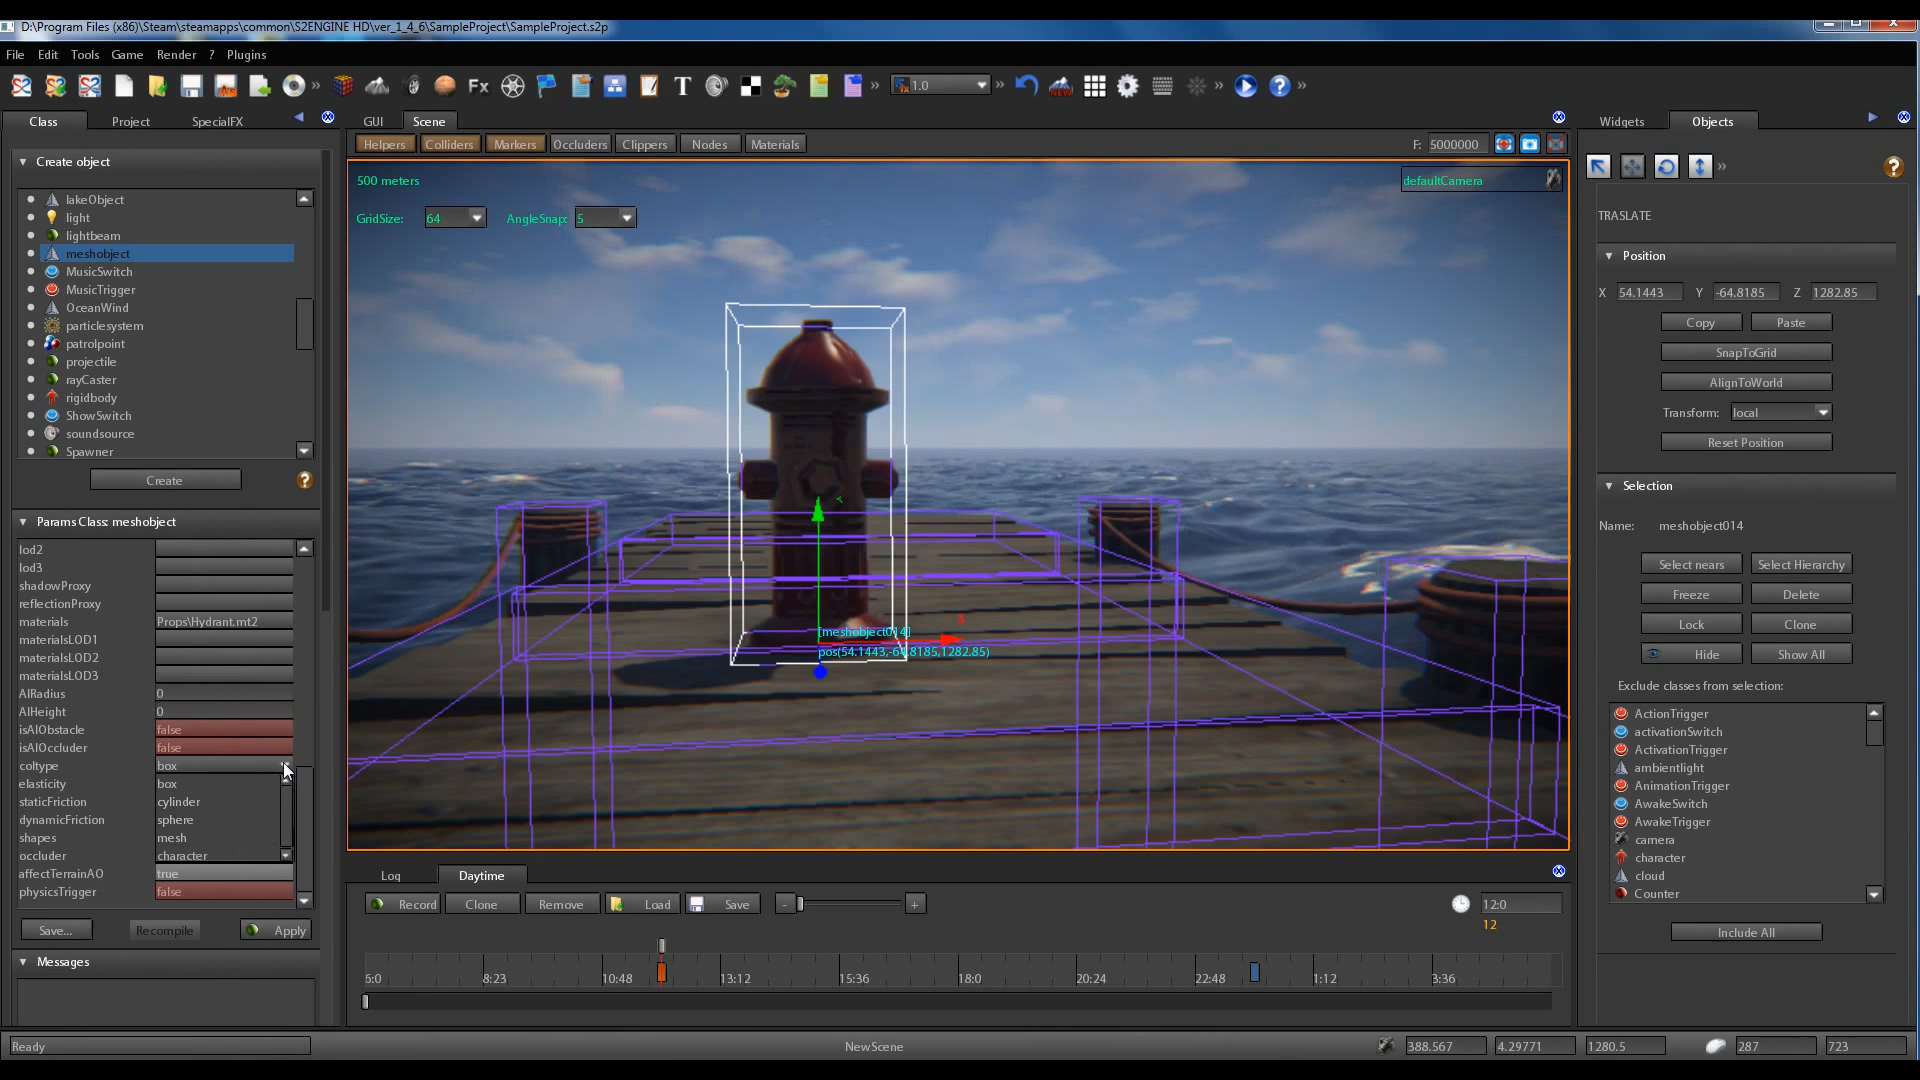 D:\Program Files (x86)\Steam\steamapps\common\S2ENGINE HD\ver_1_4_6\SampleProject\SampleProject.s2p
File Edit Tools Game Render ? Plugins
Fx T 1.0
Class Project SpecialFX
GUI Scene
Widgets Objects
Helpers Colliders Markers Occluders Clippers Nodes Materials
F: 5000000
Create object
lakeObject
light
lightbeam
meshobject
MusicSwitch
MusicTrigger
OceanWind
particlesystem
patrolpoint
projectile
rayCaster
rigidbody
ShowSwitch
soundsource
Spawner
Create
Params Class: meshobject
lod2
lod3
shadowProxy
reflectionProxy
materials Props\Hydrant.mt2
materialsLOD1
materialsLOD2
materialsLOD3
AIRadius 0
AIHeight 0
isAIObstacle false
isAIOccluder false
coltype box
elasticity box
staticFriction cylinder
dynamicFriction sphere
shapes mesh
occluder character
affectTerrainAO true
physicsTrigger false
Save... Recompile Apply
Messages
500 meters
defaultCamera
GridSize: 64 AngleSnap: 5
[meshobject014]
pos(54.1443,-64.8185,1282.85)
TRASLATE
Position
X 54.1443 Y -64.8185 Z 1282.85
Copy Paste
SnapToGrid
AlignToWorld
Transform: local
Reset Position
Selection
Name: meshobject014
Select nears Select Hierarchy
Freeze Delete
Lock Clone
Hide Show All
Exclude classes from selection:
ActionTrigger
activationSwitch
ActivationTrigger
ambientlight
AnimationTrigger
AwakeSwitch
AwakeTrigger
camera
character
cloud
Counter
Include All
Log Daytime
Record Clone Remove Load Save - +
12:0
12
6:0 8:23 10:48 13:12 15:36 18:0 20:24 22:48 1:12 3:36
Ready NewScene 388.567 4.29771 1280.5 287 723